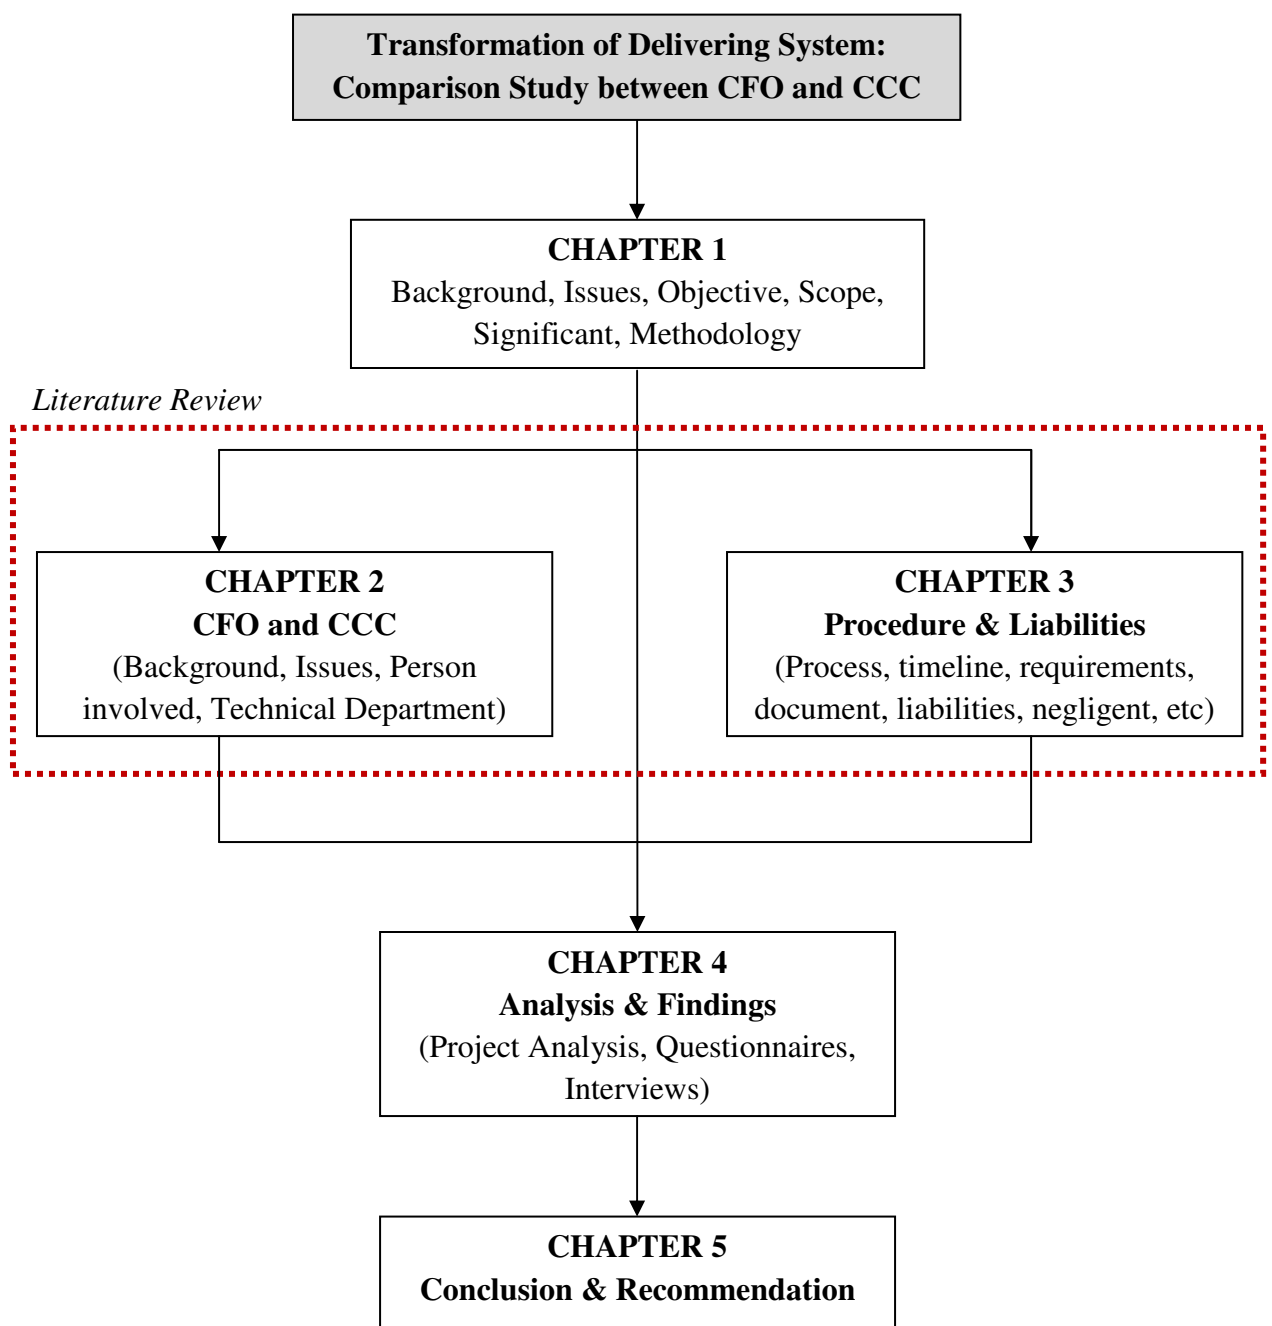 Transformation of Delivering System:
Comparison Study between CFO and CCC
CHAPTER 1
Background, Issues, Objective, Scope,
Significant, Methodology
Literature Review
CHAPTER 2
CFO and CCC
(Background, Issues, Person
involved, Technical Department)
CHAPTER 3
Procedure & Liabilities
(Process, timeline, requirements,
document, liabilities, negligent, etc)
CHAPTER 4
Analysis & Findings
(Project Analysis, Questionnaires,
Interviews)
CHAPTER 5
Conclusion & Recommendation